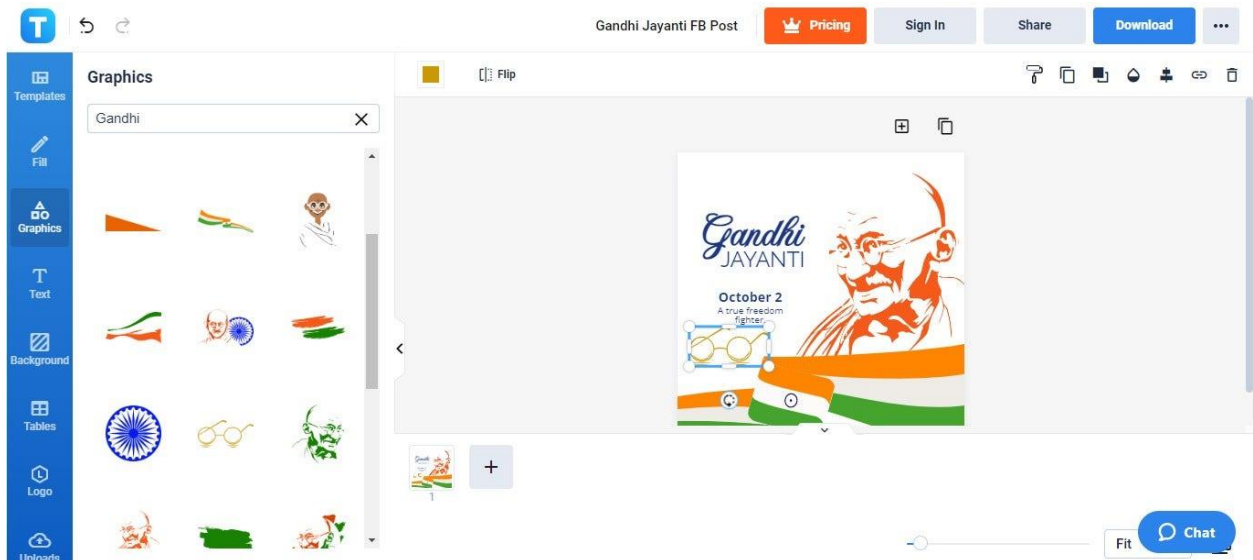 T
Gandhi Jayanti FB Post
Pricing
Sign In
Share
Download
Templates
Fill
Graphics
Text
Background
Tables
Logo
Uploads
Graphics
Gandhi
Flip
Gandhi
JAYANTI
October 2
A true freedom
fighter.
1
Fit
Chat